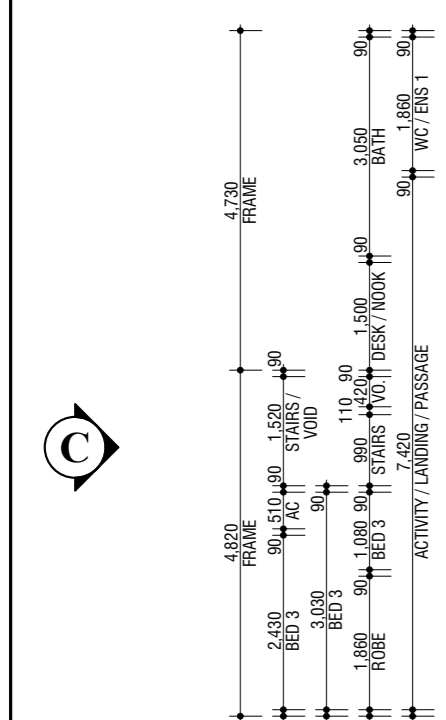 C
4,820
FRAME
4,730
FRAME
2,430
BED 3
90
510
AC
90
1,520
STAIRS /
VOID
90
3,030
BED 3
90
1,860
ROBE
90
1,080
BED 3
90
990
STAIRS
110
420
VO.
90
1,500
DESK / NOOK
90
3,050
BATH
90
7,420
ACTIVITY / LANDING / PASSAGE
90
1,860
WC / ENS 1
90